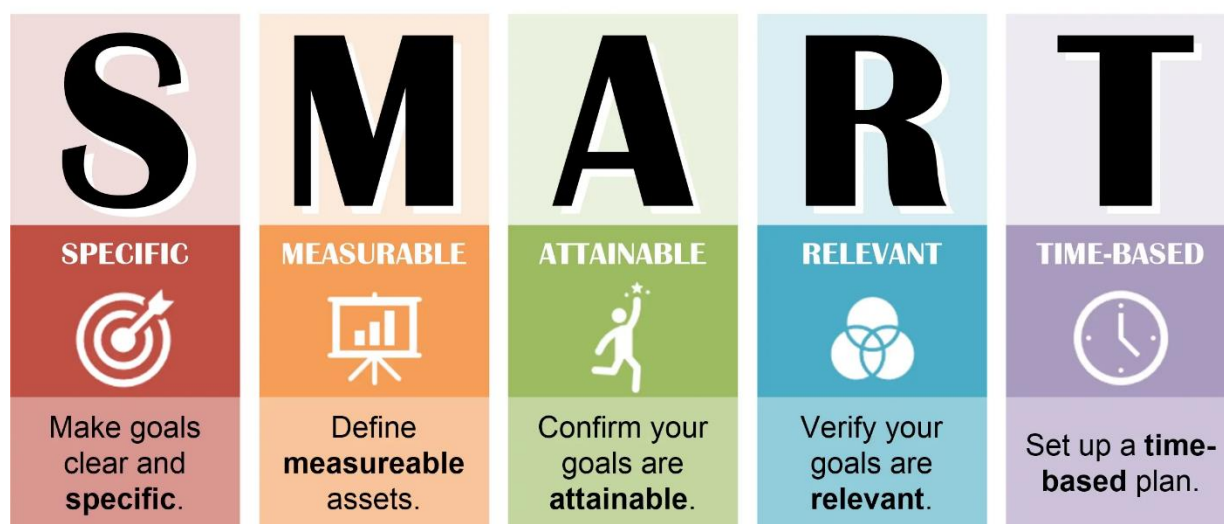 S
SPECIFIC
Make goals
clear and
specific.
M
MEASURABLE
Define
measureable
assets.
A
ATTAINABLE
Confirm your
goals are
attainable.
R
RELEVANT
Verify your
goals are
relevant.
T
TIME-BASED
Set up a time-
based plan.